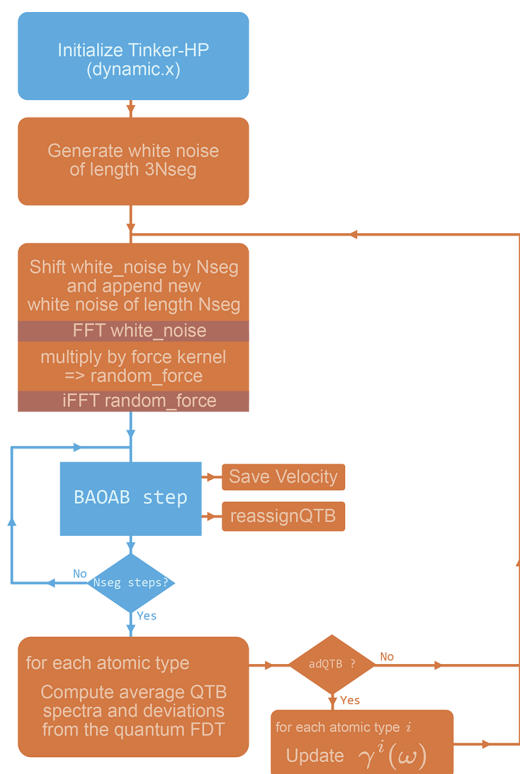 Initialize Tinker-HP
(dynamic.x)
Generate white noise
of length 3Nseg
Shift white_noise by Nseg
and append new
white noise of length Nseg
FFT white_noise
multiply by force kernel
=> random_force
iFFT random_force
BAOAB step
Save Velocity
reassignQTB
No
Nseg steps?
Yes
for each atomic type
Compute average QTB
spectra and deviations
from the quantum FDT
adQTB ?
No
Yes
for each atomic type i
Update γ^i(ω)